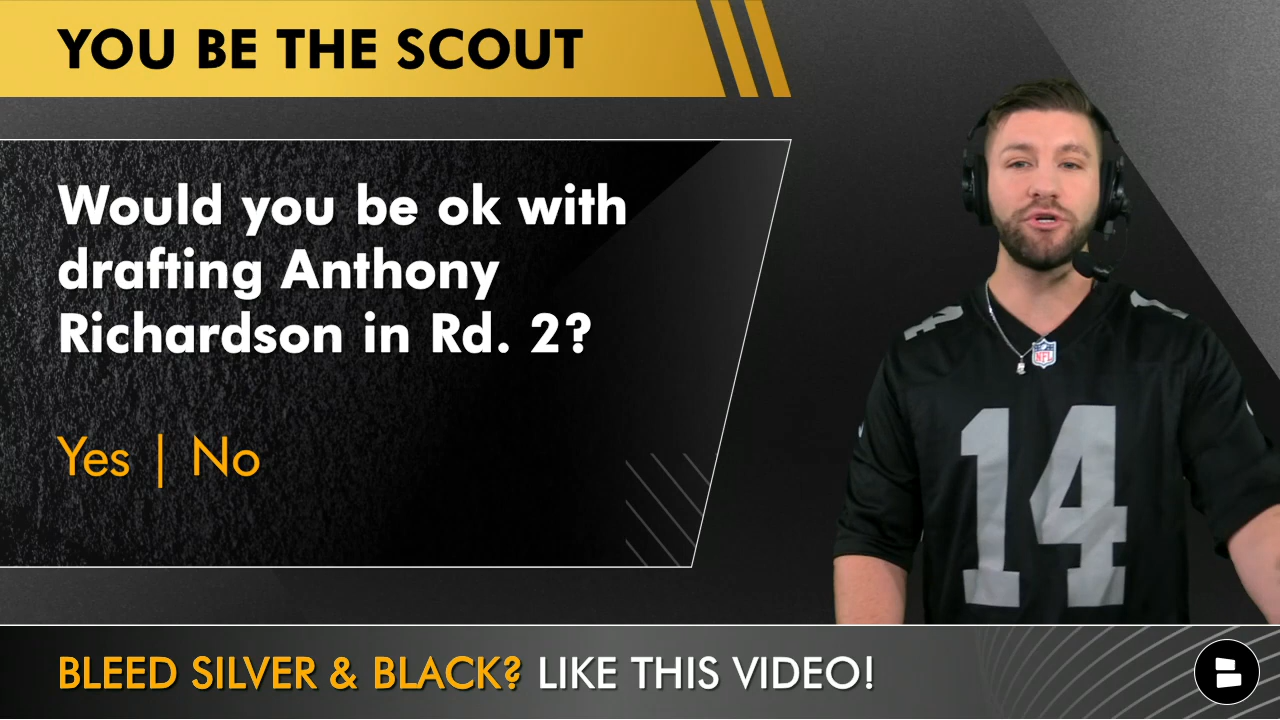 YOU BE THE SCOUT
Would you be ok with
drafting Anthony
Richardson in Rd. 2?
Yes | No
NFL
14
BLEED SILVER & BLACK? LIKE THIS VIDEO!